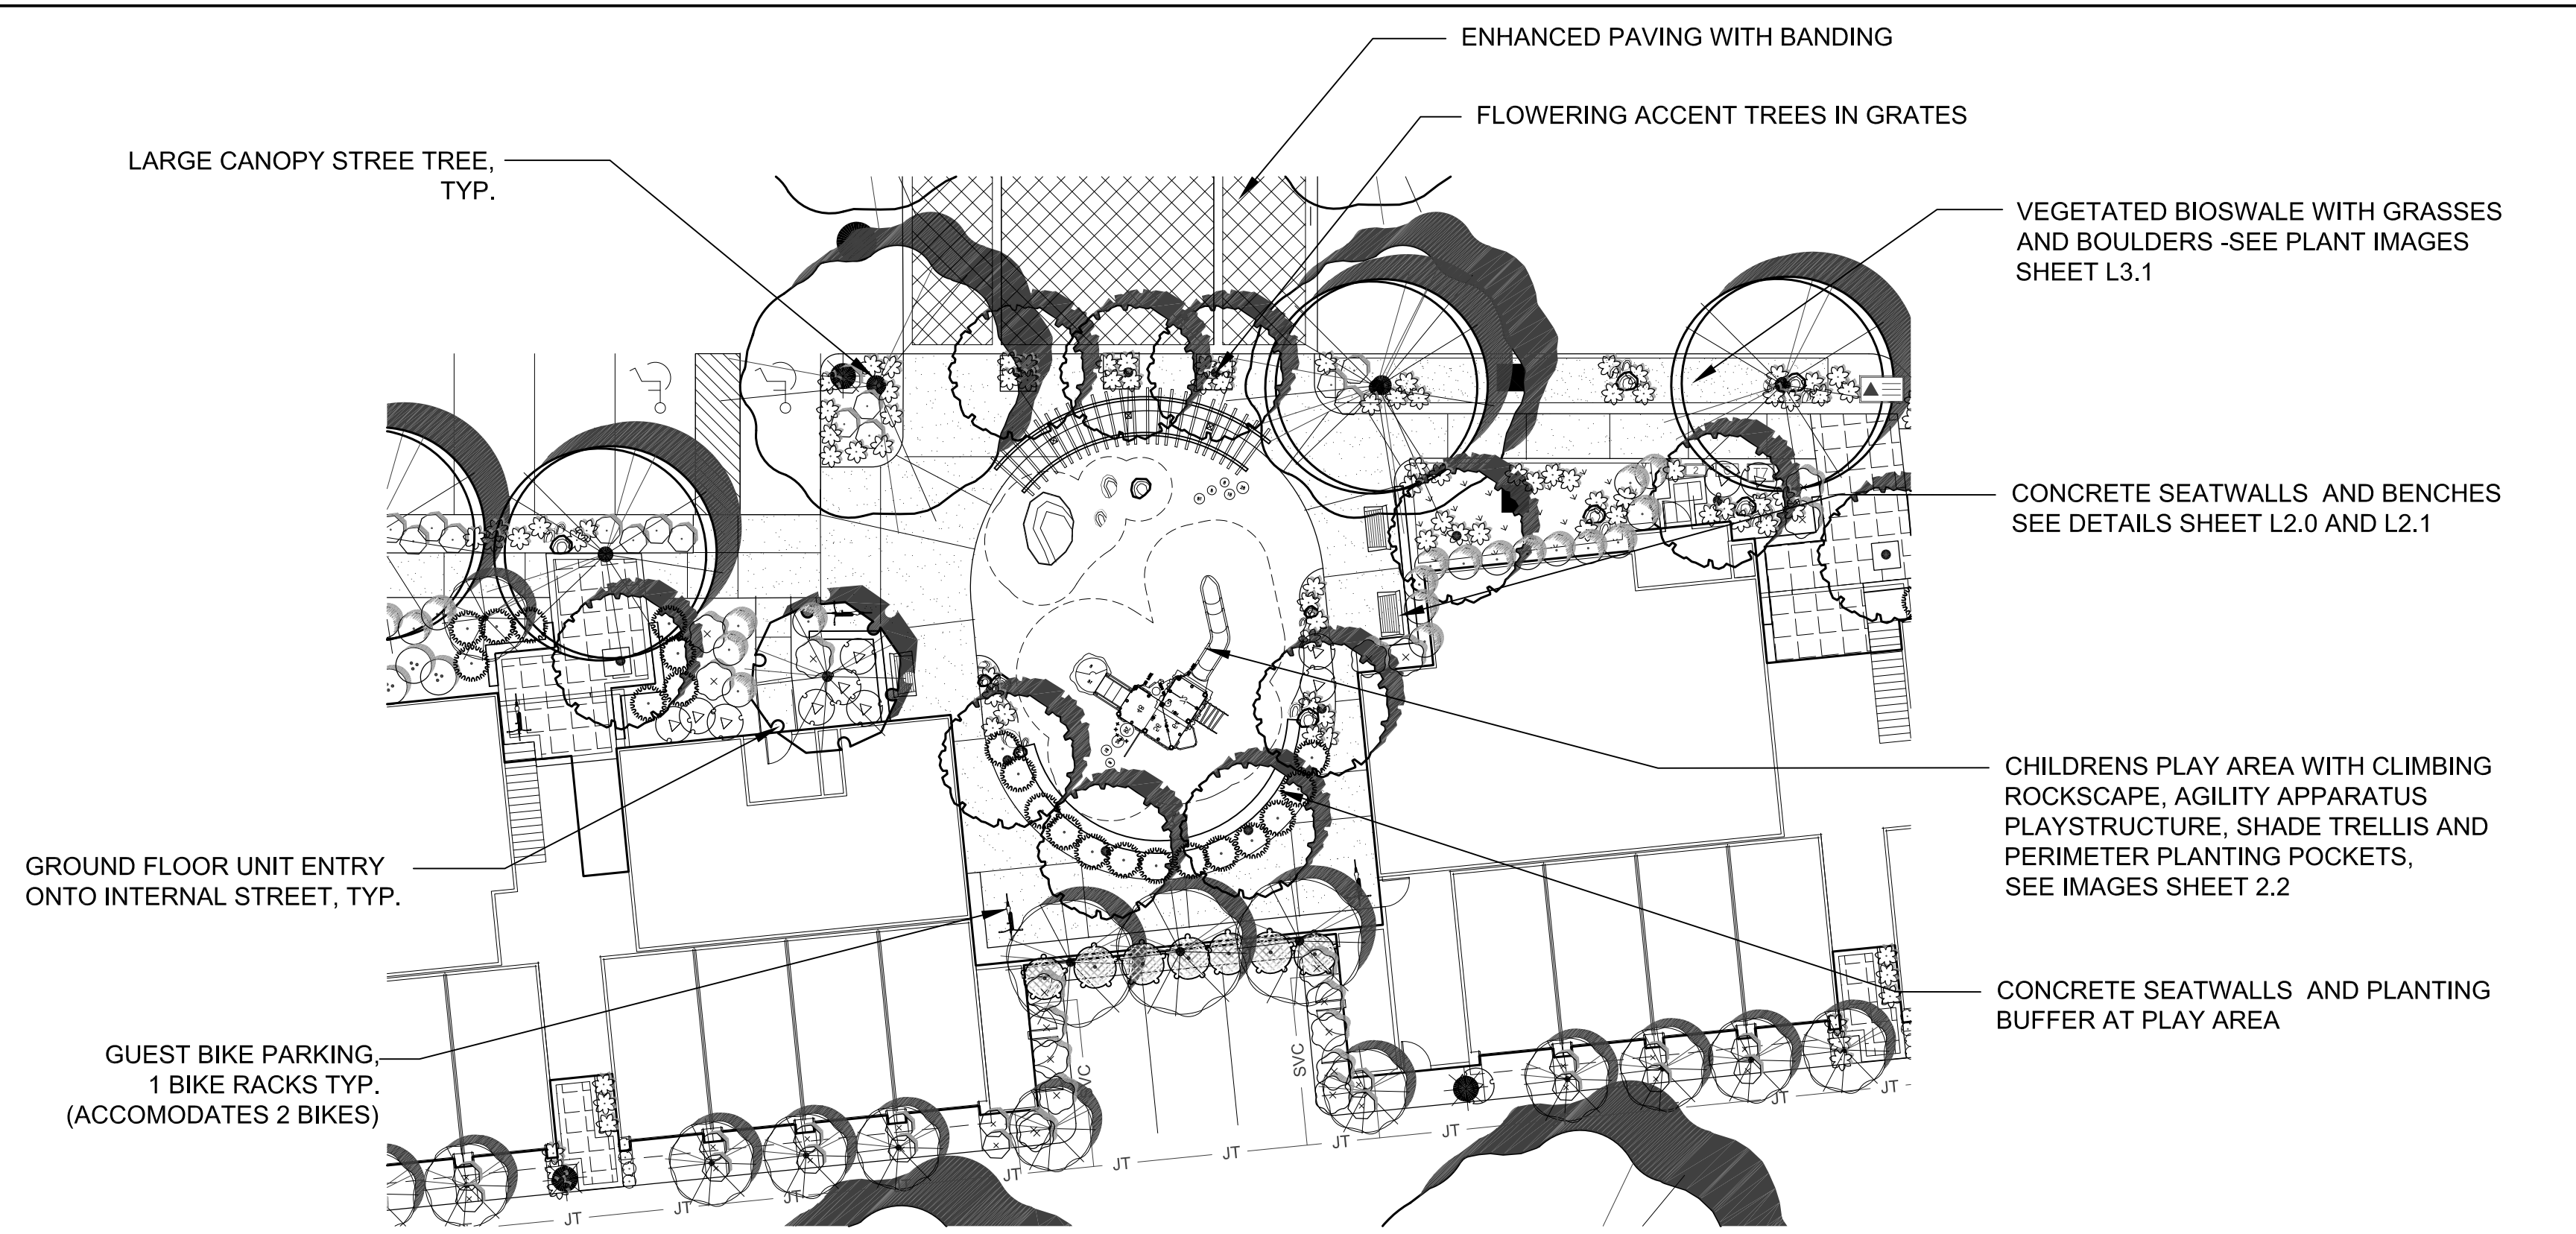 ENHANCED PAVING WITH BANDING
FLOWERING ACCENT TREES IN GRATES
LARGE CANOPY STREE TREE,
TYP.
VEGETATED BIOSWALE WITH GRASSES
AND BOULDERS -SEE PLANT IMAGES
SHEET L3.1
CONCRETE SEATWALLS AND BENCHES
SEE DETAILS SHEET L2.0 AND L2.1
CHILDRENS PLAY AREA WITH CLIMBING
ROCKSCAPE, AGILITY APPARATUS
PLAYSTRUCTURE, SHADE TRELLIS AND
PERIMETER PLANTING POCKETS,
SEE IMAGES SHEET 2.2
GROUND FLOOR UNIT ENTRY
ONTO INTERNAL STREET, TYP.
CONCRETE SEATWALLS AND PLANTING
BUFFER AT PLAY AREA
GUEST BIKE PARKING,
1 BIKE RACKS TYP.
(ACCOMODATES 2 BIKES)
SVC
SVC
JT
JT
JT
JT
JT
JT
JT
JT
JT
JT